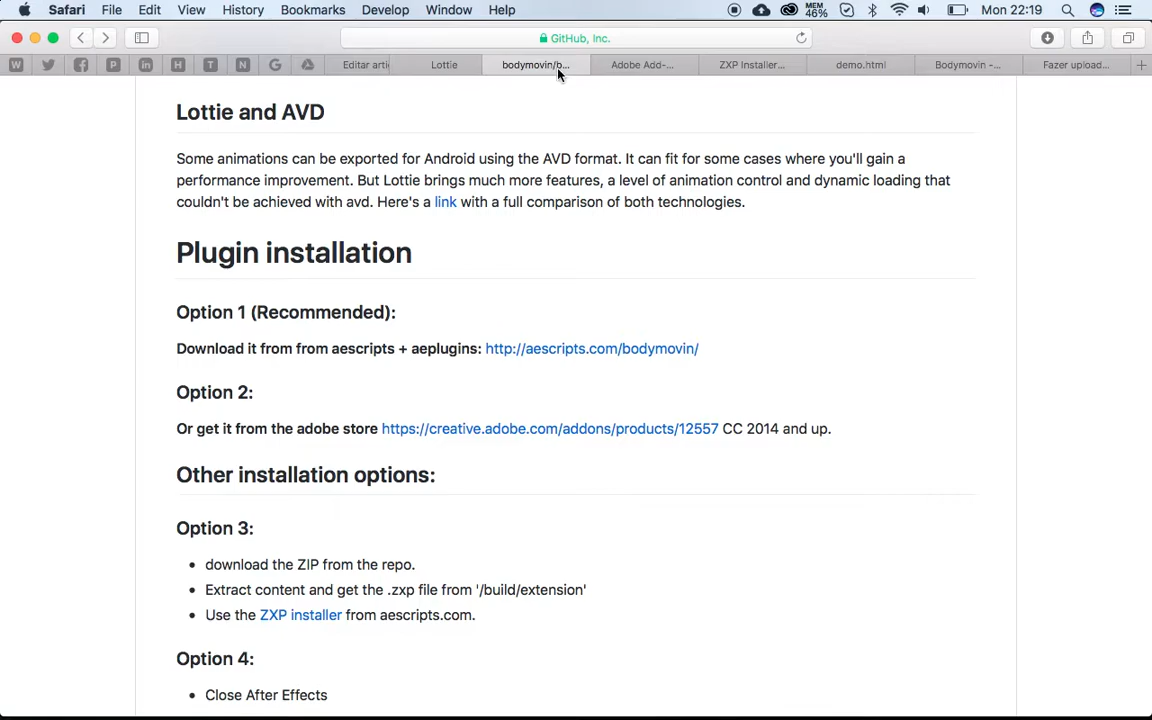 Safari File Edit View History Bookmarks Develop Window Help MEM 46% Mon 22:19
GitHub, Inc.
W P in H T N G Editar arti Lottie bodymovin/b... Adobe Add-... ZXP Installer... demo.html Bodymovin -... Fazer upload...
Lottie and AVD
Some animations can be exported for Android using the AVD format. It can fit for some cases where you'll gain a
performance improvement. But Lottie brings much more features, a level of animation control and dynamic loading that
couldn't be achieved with avd. Here's a link with a full comparison of both technologies.
Plugin installation
Option 1 (Recommended):
Download it from from aescripts + aeplugins: http://aescripts.com/bodymovin/
Option 2:
Or get it from the adobe store https://creative.adobe.com/addons/products/12557 CC 2014 and up.
Other installation options:
Option 3:
• download the ZIP from the repo.
• Extract content and get the .zxp file from '/build/extension'
• Use the ZXP installer from aescripts.com.
Option 4:
• Close After Effects